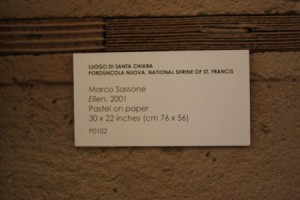 LUOGO DI SANTA CHIARA
PORZIUNCOLA NUOVA, NATIONAL SHRINE OF ST. FRANCIS
Marco Sassone
Ellen, 2001
Pastel on paper
30 x 22 inches (cm 76 x 56)
P0102